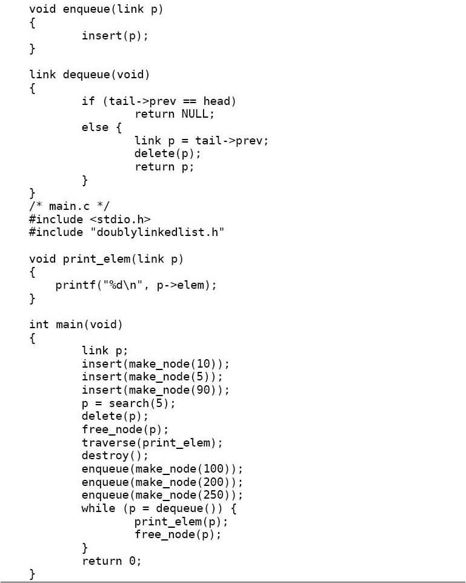 void enqueue(link p)
{
        insert(p);
}

link dequeue(void)
{
        if (tail->prev == head)
                return NULL;
        else {
                link p = tail->prev;
                delete(p);
                return p;
        }
}
/* main.c */
#include <stdio.h>
#include "doublylinkedlist.h"

void print_elem(link p)
{
    printf("%d\n", p->elem);
}

int main(void)
{
        link p;
        insert(make_node(10));
        insert(make_node(5));
        insert(make_node(90));
        p = search(5);
        delete(p);
        free_node(p);
        traverse(print_elem);
        destroy();
        enqueue(make_node(100));
        enqueue(make_node(200));
        enqueue(make_node(250));
        while (p = dequeue()) {
                print_elem(p);
                free_node(p);
        }
        return 0;
}